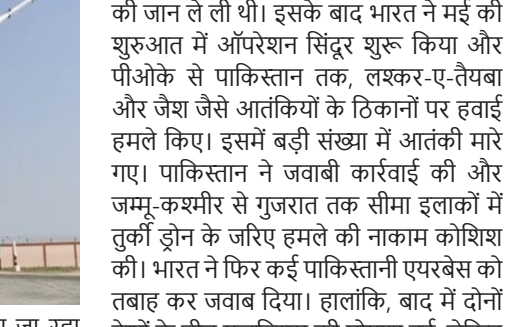 की जान ले ली थी। इसके बाद भारत ने मई की
शुरुआत में ऑपरेशन सिंदूर शुरू किया और
पीओके से पाकिस्तान तक, लश्कर-ए-तैयबा
और जैश जैसे आतंकियों के ठिकानों पर हवाई
हमले किए। इसमें बड़ी संख्या में आतंकी मारे
गए। पाकिस्तान ने जवाबी कार्रवाई की और
जम्मू-कश्मीर से गुजरात तक सीमा इलाकों में
तुर्की ड्रोन के जरिए हमले की नाकाम कोशिश
की। भारत ने फिर कई पाकिस्तानी एयरबेस को
तबाह कर जवाब दिया। हालांकि, बाद में दोनों
जा रहा